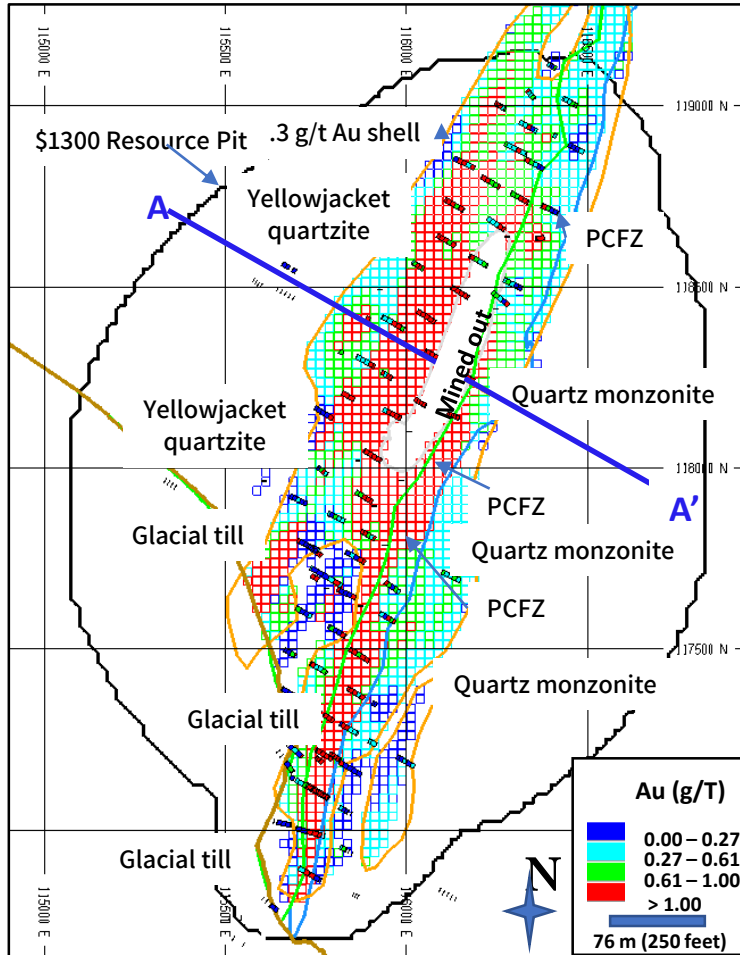 115000 E
115500 E
116000 E
116500 E
119000 N
$1300 Resource Pit
.3 g/t Au shell
Yellowjacket
quartzite
A
PCFZ
118500 N
Mined out
Quartz monzonite
Yellowjacket
quartzite
118000 N
A'
PCFZ
Glacial till
Quartz monzonite
PCFZ
117500 N
Quartz monzonite
Glacial till
Au (g/T)
0.00 – 0.27
0.27 – 0.61
0.61 – 1.00
> 1.00
76 m (250 feet)
N
Glacial till
115000 E
115500 E
116000 E